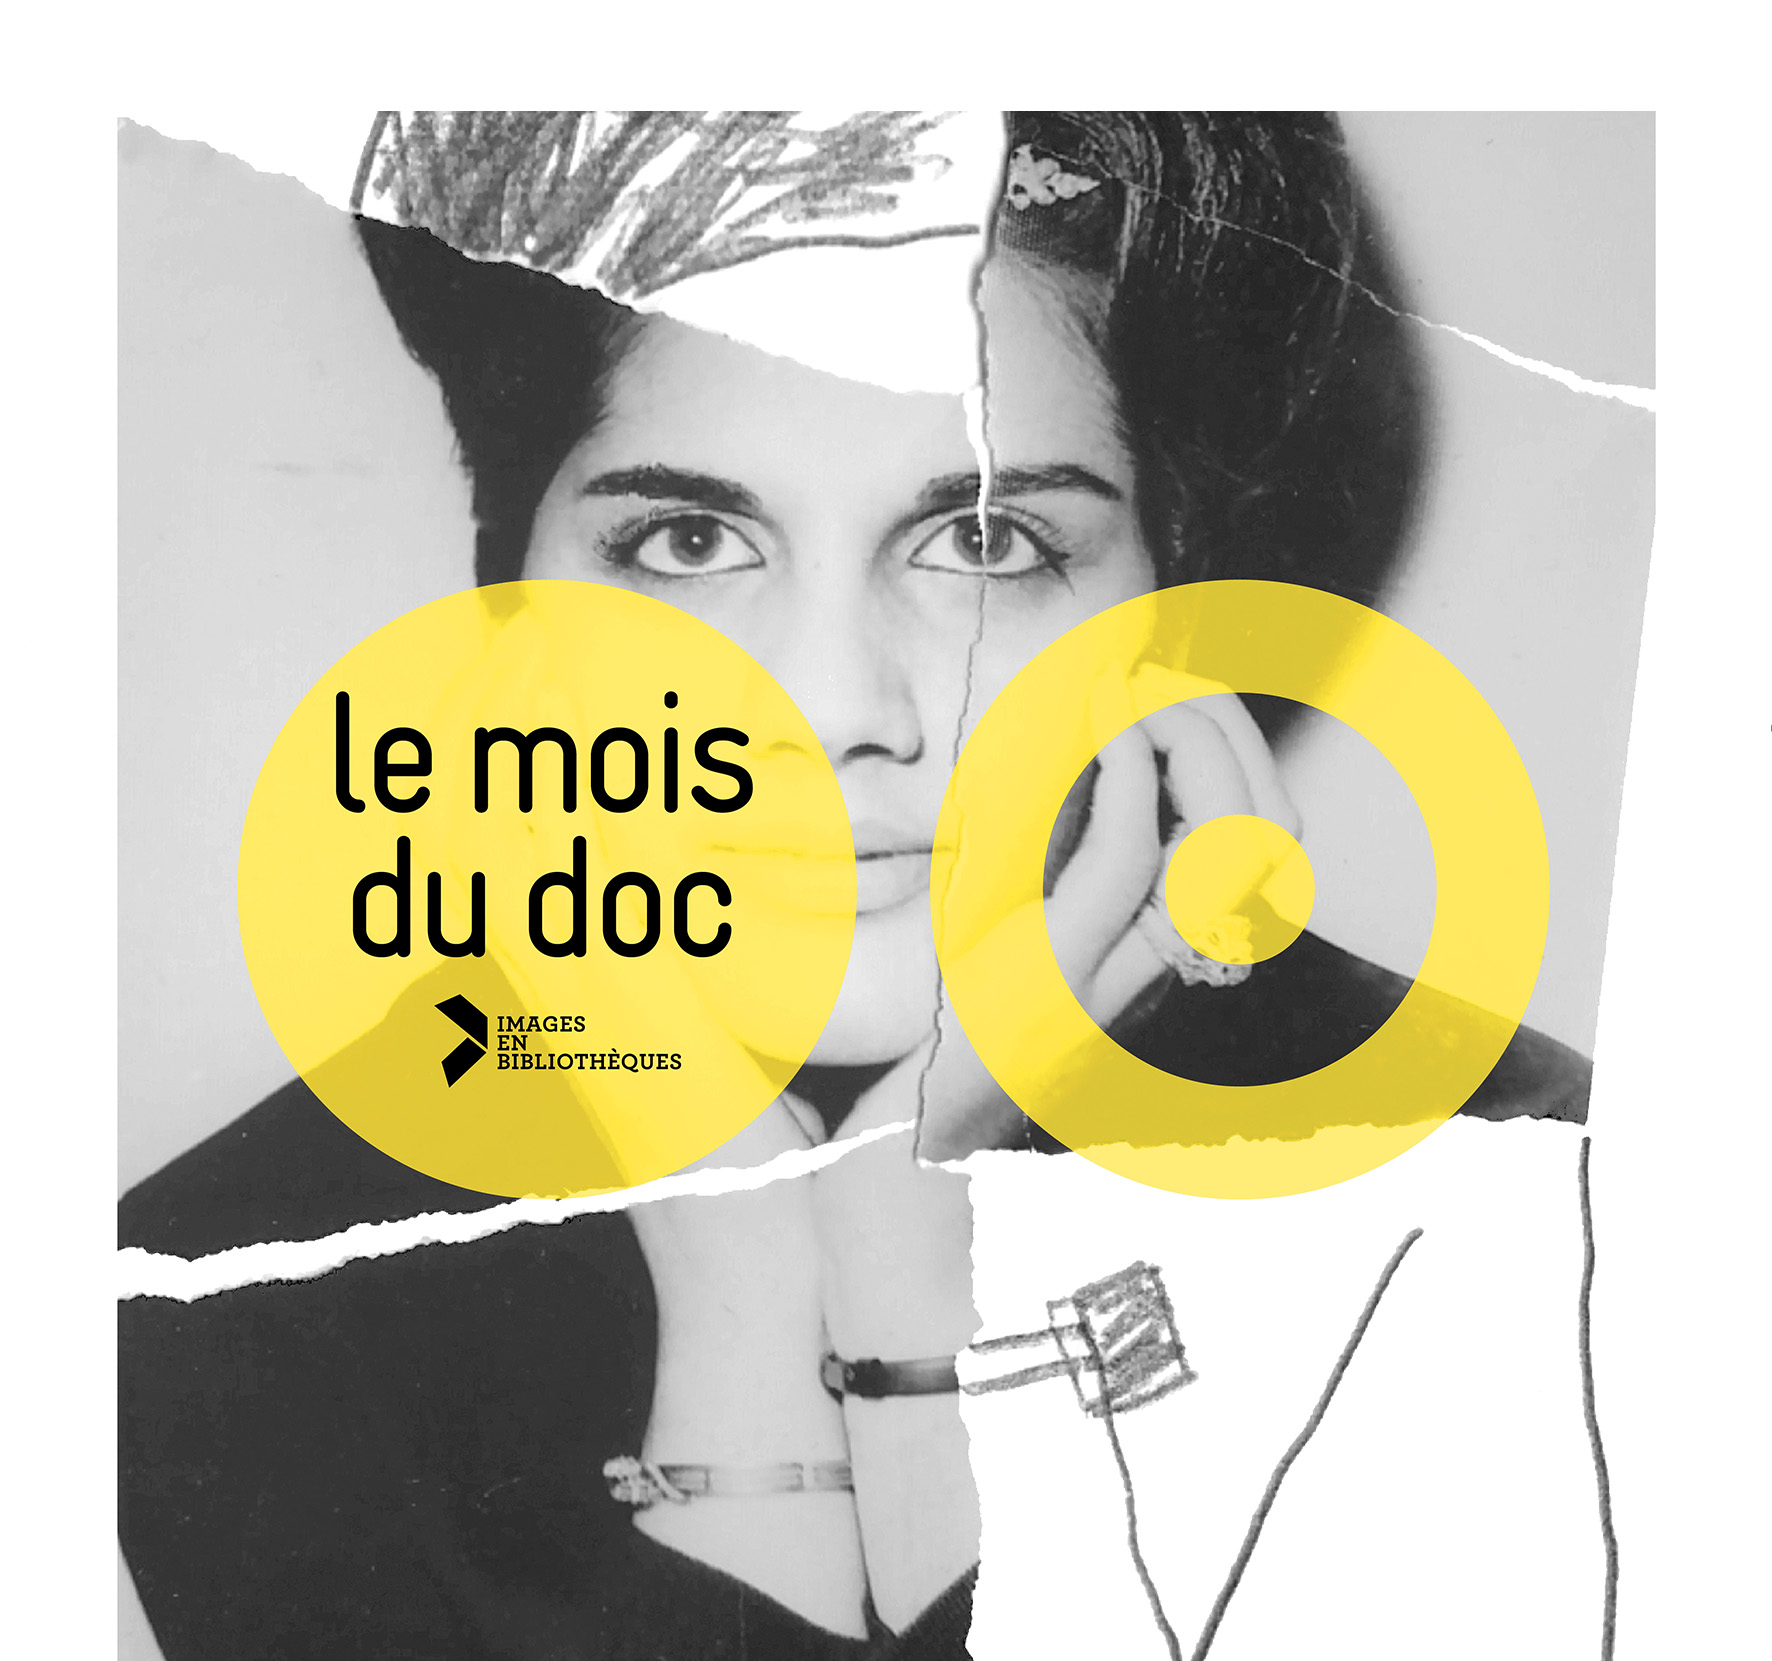 le mois
du doc
IMAGES
EN
BIBLIOTHÈQUES